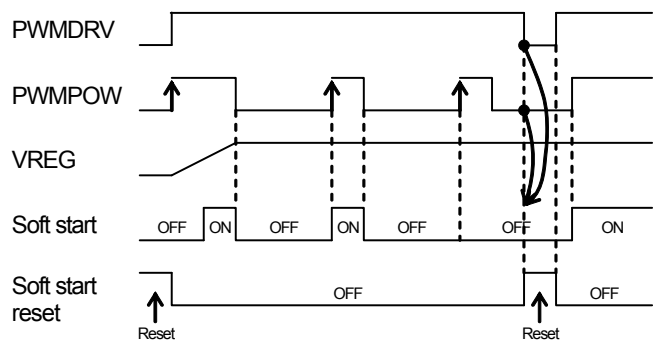 PWMDRV
PWMPOW
VREG
Soft start
OFF ON OFF ON OFF OFF ON
Soft start
reset
OFF OFF
Reset Reset